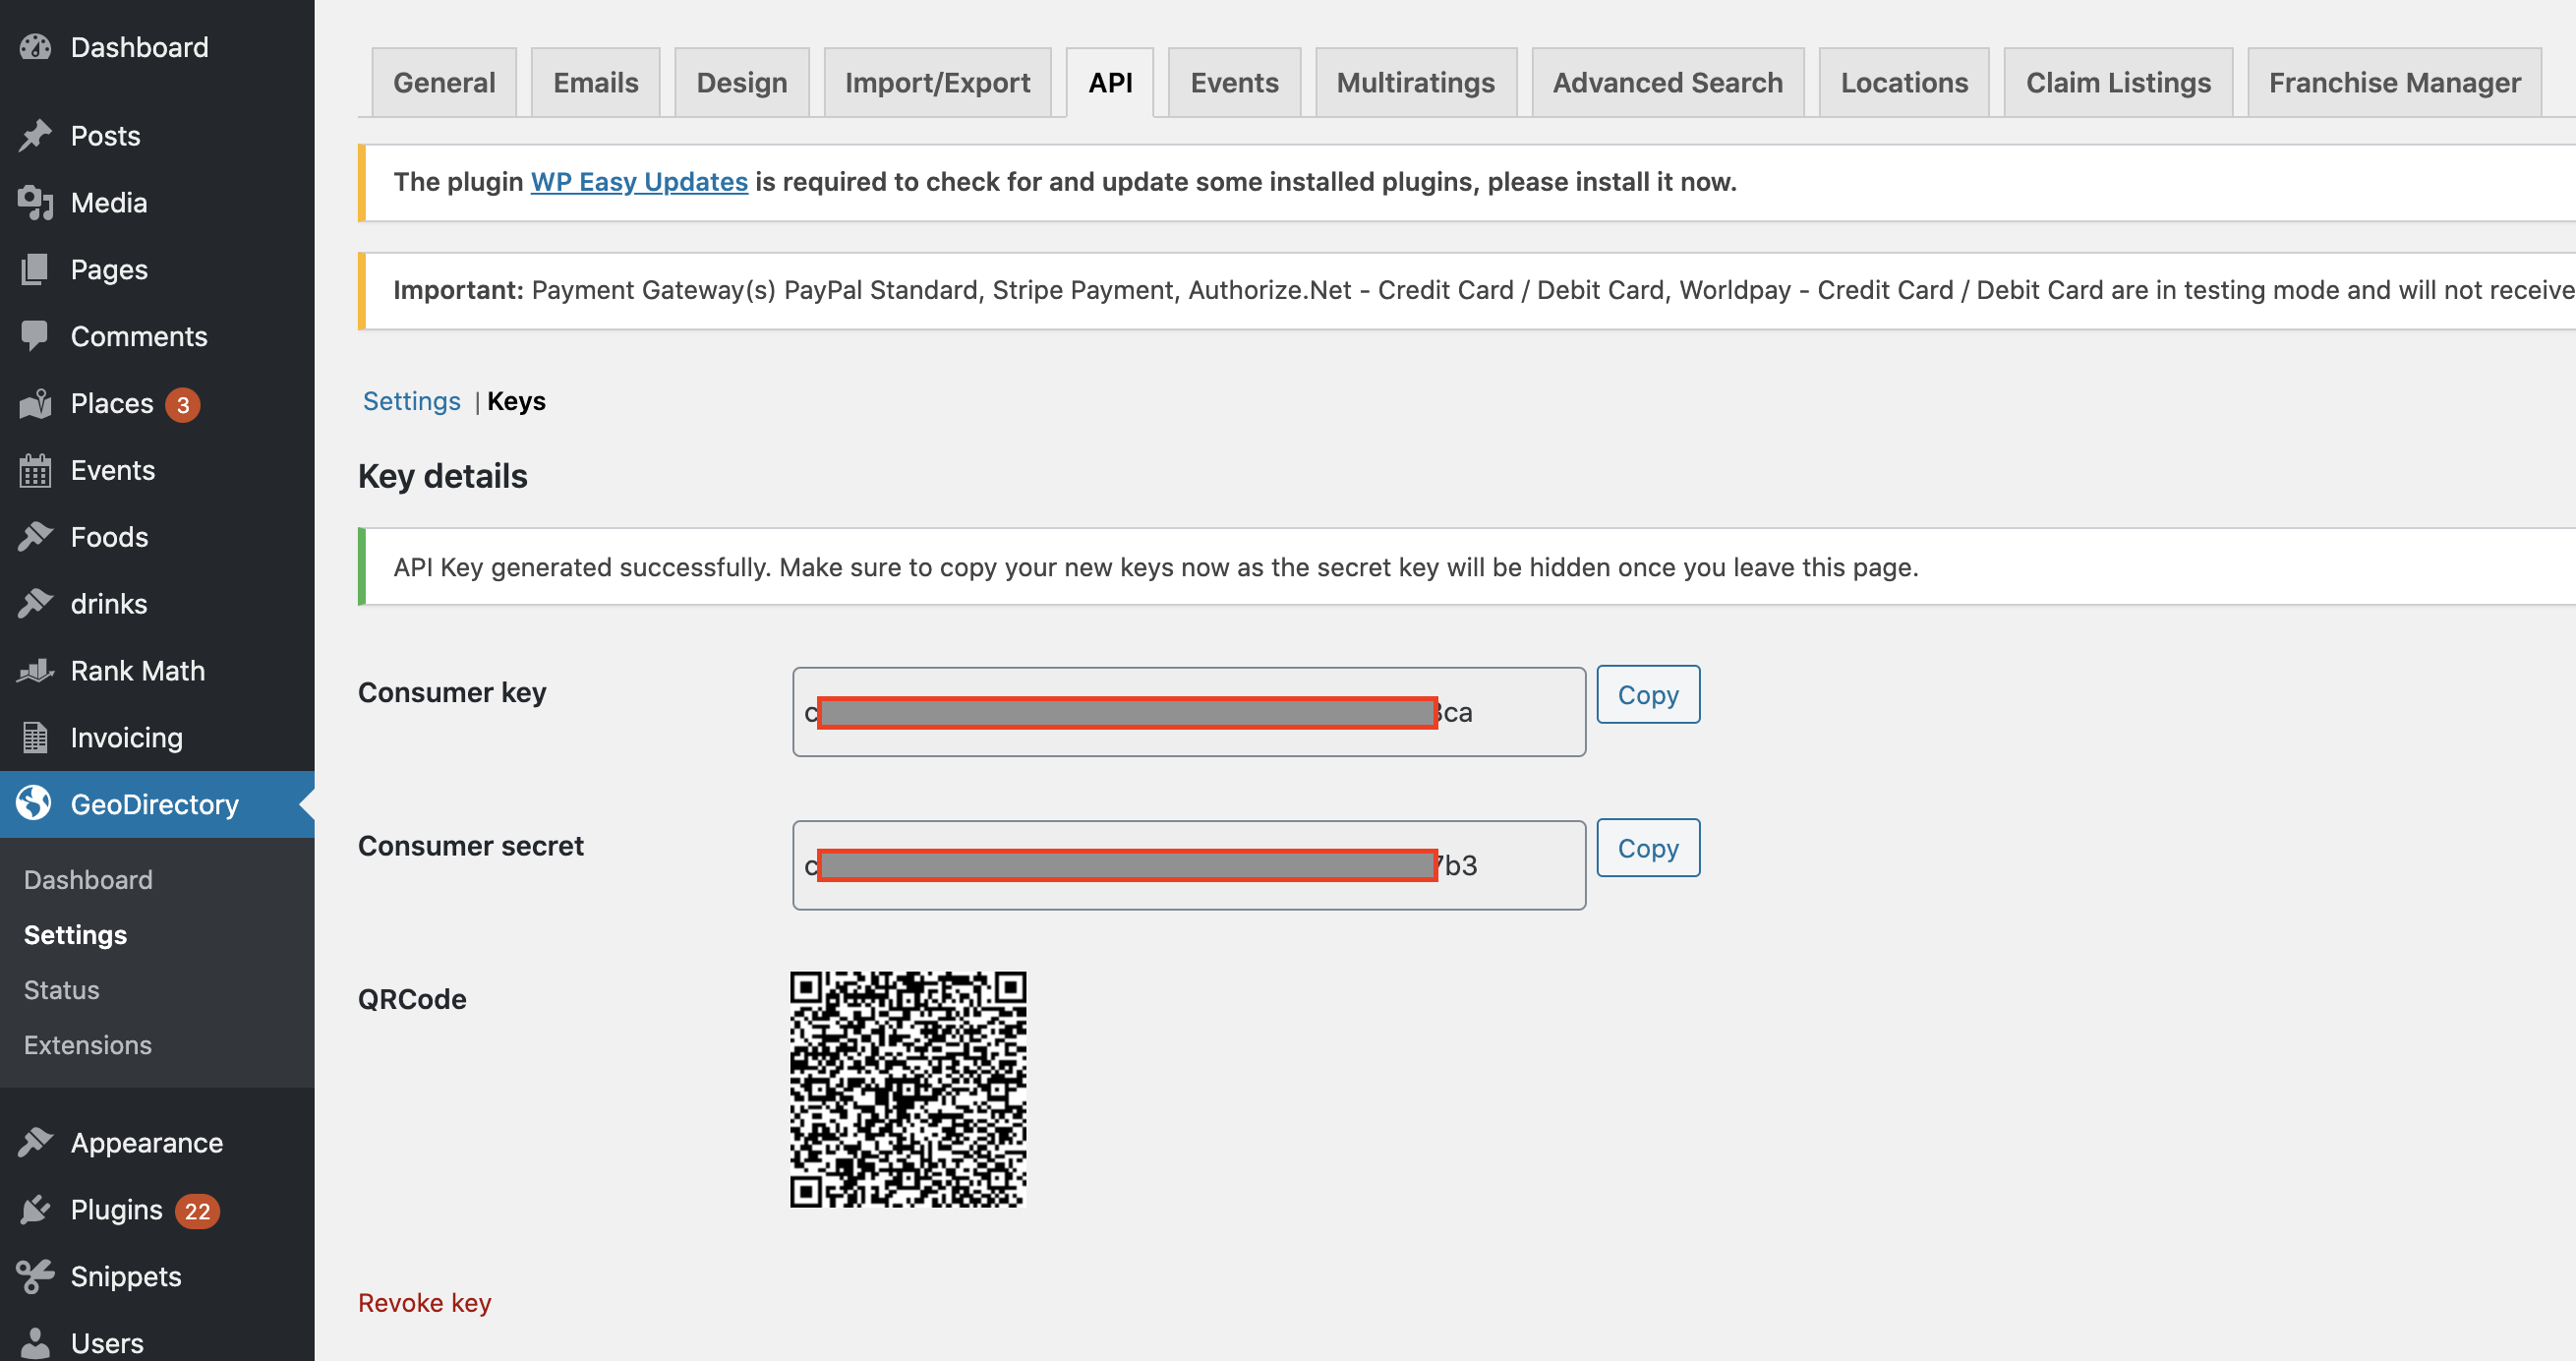 Dashboard
Posts
Media
Pages
Comments
Places 3
Events
Foods
drinks
Rank Math
Invoicing
GeoDirectory
Dashboard
Settings
Status
Extensions
Appearance
Plugins 22
Snippets
Users
General Emails Design Import/Export API Events Multiratings Advanced Search Locations Claim Listings Franchise Manager
The plugin WP Easy Updates is required to check for and update some installed plugins, please install it now.
Important: Payment Gateway(s) PayPal Standard, Stripe Payment, Authorize.Net - Credit Card / Debit Card, Worldpay - Credit Card / Debit Card are in testing mode and will not receive
Settings | Keys
Key details
API Key generated successfully. Make sure to copy your new keys now as the secret key will be hidden once you leave this page.
Consumer key c ca Copy
Consumer secret c b3 Copy
QRCode
Revoke key